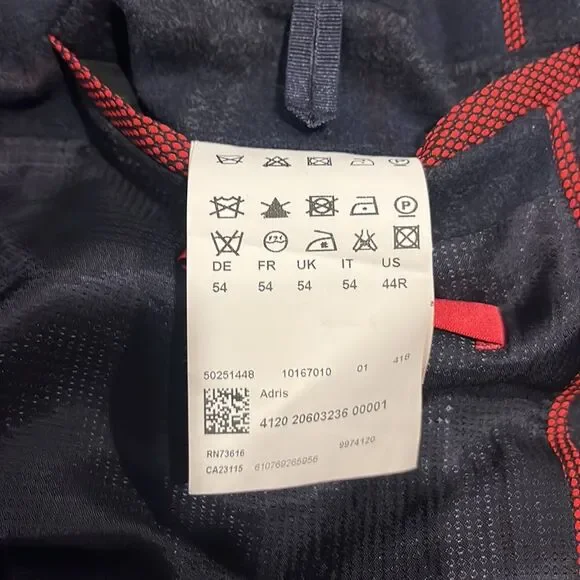 P
DE FR UK IT US
54 54 54 54 44R
50251448 10167010 01 418
Adris
4120 20603236 00001
RN73616 9974120
CA23115 610769265956